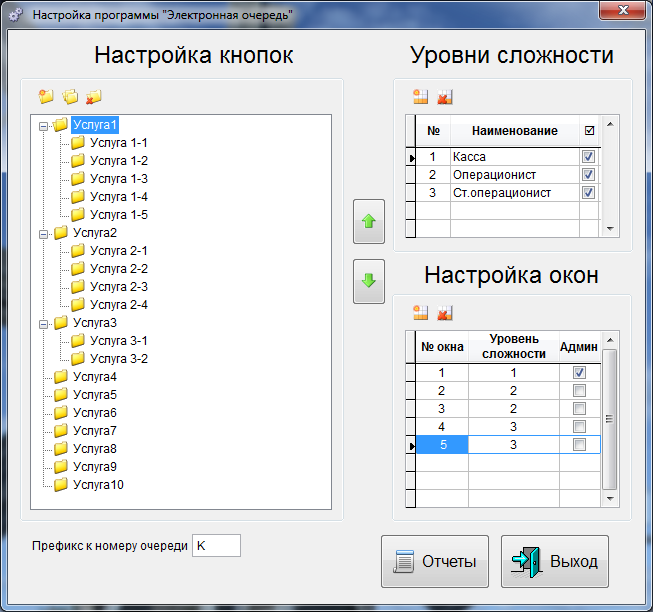 Настройка программы "Электронная очередь"
Настройка кнопок
Услуга1
Услуга 1-1
Услуга 1-2
Услуга 1-3
Услуга 1-4
Услуга 1-5
Услуга2
Услуга 2-1
Услуга 2-2
Услуга 2-3
Услуга 2-4
Услуга3
Услуга 3-1
Услуга 3-2
Услуга4
Услуга5
Услуга6
Услуга7
Услуга8
Услуга9
Услуга10
Префикс к номеру очереди K
Уровни сложности
№ Наименование
1 Касса
2 Операционист
3 Ст.операционист
Настройка окон
№ окна Уровень сложности Админ
1 1
2 2
3 2
4 3
5 3
Отчеты
Выход